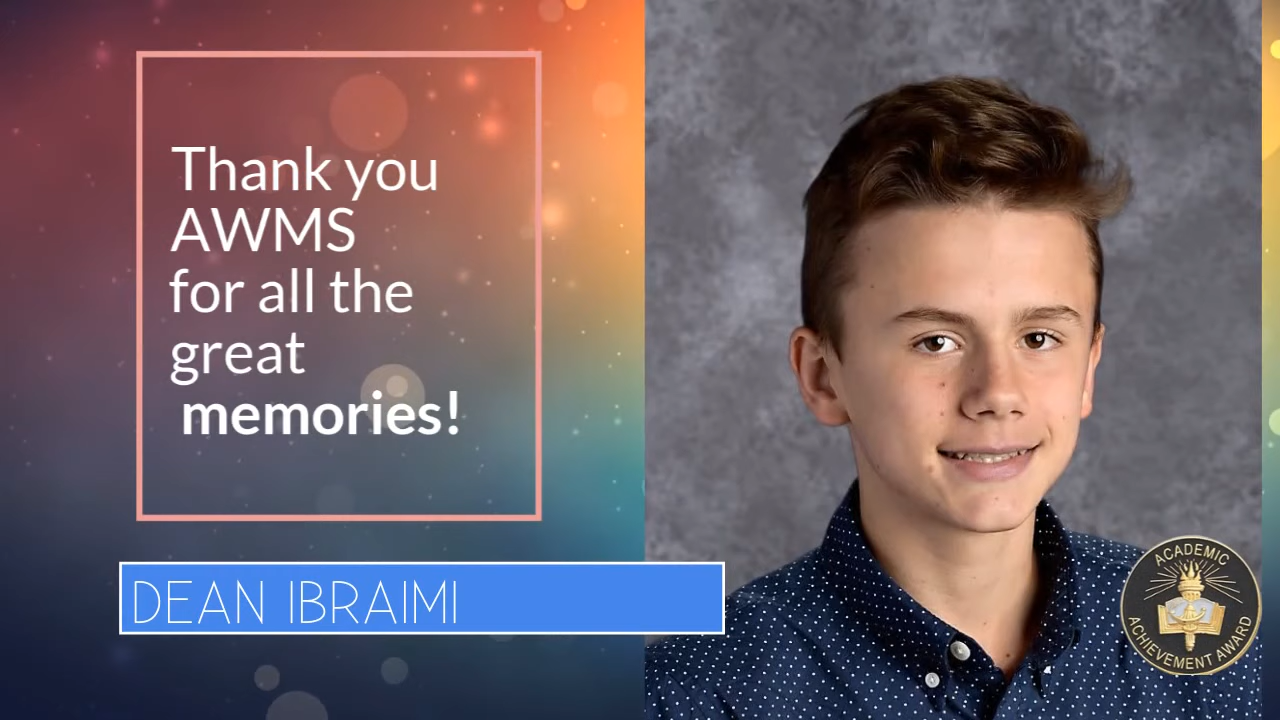 Thank you
AWMS
for all the
great
memories!
DEAN IBRAIMI
ACADEMIC
ACHIEVEMENT AWARD